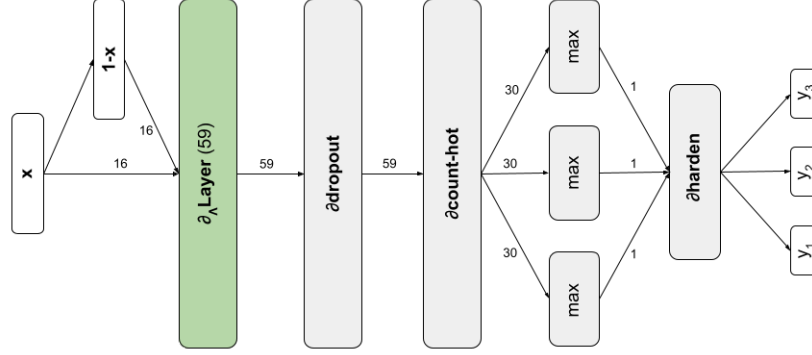 x
1-x
16
16
∂∧Layer (59)
59
∂dropout
59
∂count-hot
30
30
30
max
max
max
1
1
1
∂harden
y₃
y₂
y₁